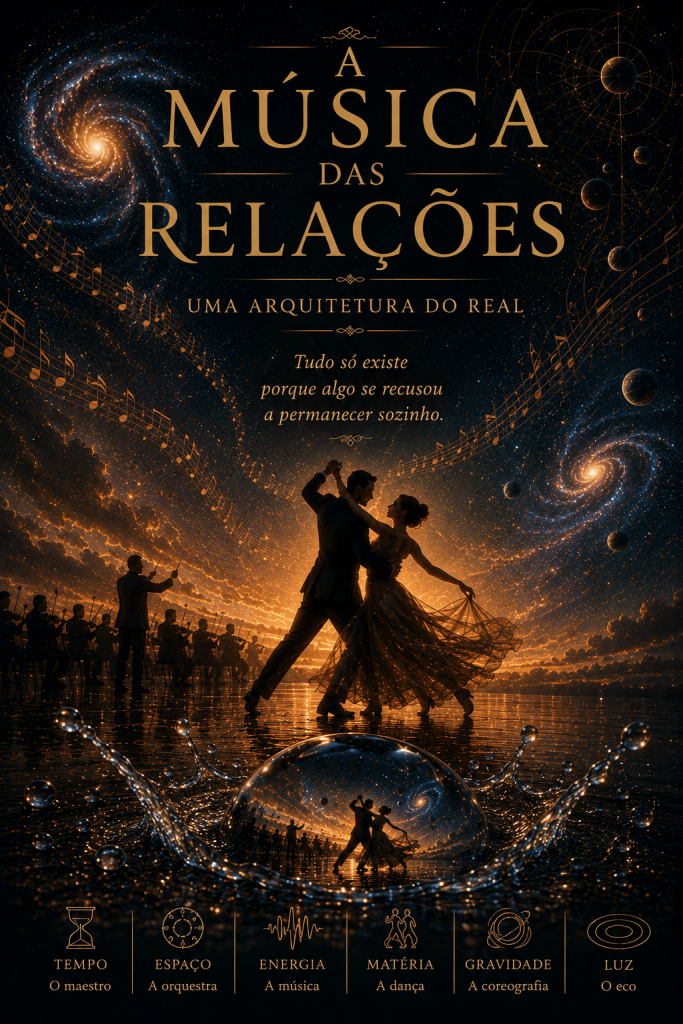 A
MÚSICA
DAS
RELAÇÕES
UMA ARQUITETURA DO REAL
Tudo só existe
porque algo se recusou
a permanecer sozinho.
TEMPO
O maestro
ESPAÇO
A orquestra
ENERGIA
A música
MATÉRIA
A dança
GRAVIDADE
A coreografia
LUZ
O eco